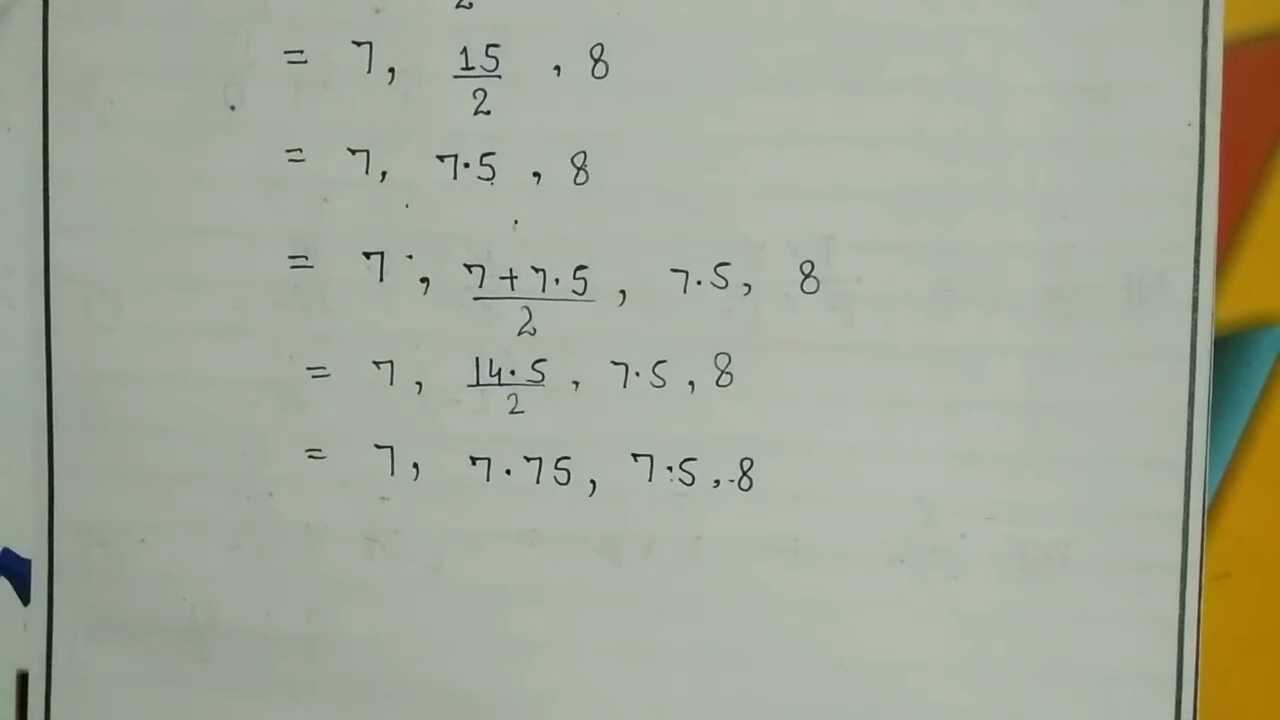 2
= 7, 15/2 , 8
= 7, 7·5 , 8
= 7 , 7+7·5/2 , 7·5, 8
= 7, 14·5/2 , 7·5, 8
= 7, 7·75, 7·5, 8